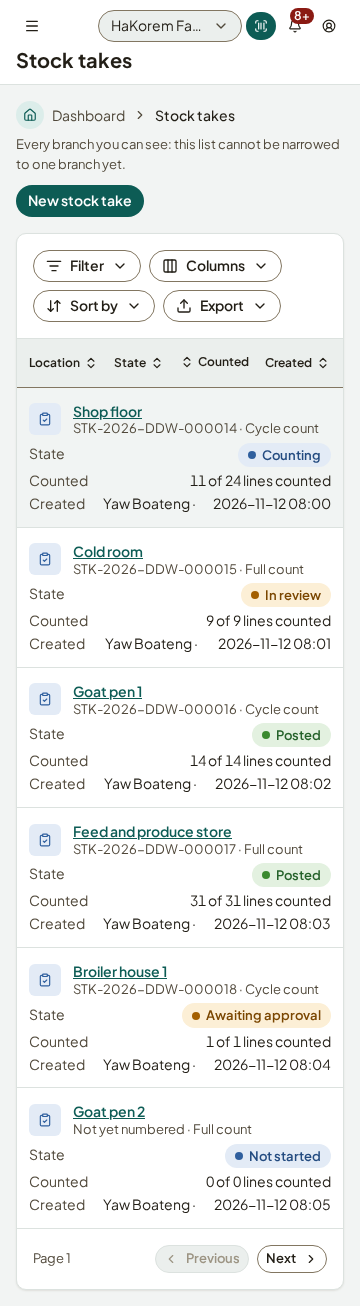 HaKorem Fa...
8+
Stock takes
Dashboard > Stock takes
Every branch you can see: this list cannot be narrowed
to one branch yet.
New stock take
Filter
Columns
Sort by
Export
Location State Counted Created
Shop floor
STK-2026-DDW-000014 · Cycle count
State Counting
Counted 11 of 24 lines counted
Created Yaw Boateng · 2026-11-12 08:00
Cold room
STK-2026-DDW-000015 · Full count
State In review
Counted 9 of 9 lines counted
Created Yaw Boateng · 2026-11-12 08:01
Goat pen 1
STK-2026-DDW-000016 · Cycle count
State Posted
Counted 14 of 14 lines counted
Created Yaw Boateng · 2026-11-12 08:02
Feed and produce store
STK-2026-DDW-000017 · Full count
State Posted
Counted 31 of 31 lines counted
Created Yaw Boateng · 2026-11-12 08:03
Broiler house 1
STK-2026-DDW-000018 · Cycle count
State Awaiting approval
Counted 1 of 1 lines counted
Created Yaw Boateng · 2026-11-12 08:04
Goat pen 2
Not yet numbered · Full count
State Not started
Counted 0 of 0 lines counted
Created Yaw Boateng · 2026-11-12 08:05
Page 1 Previous Next